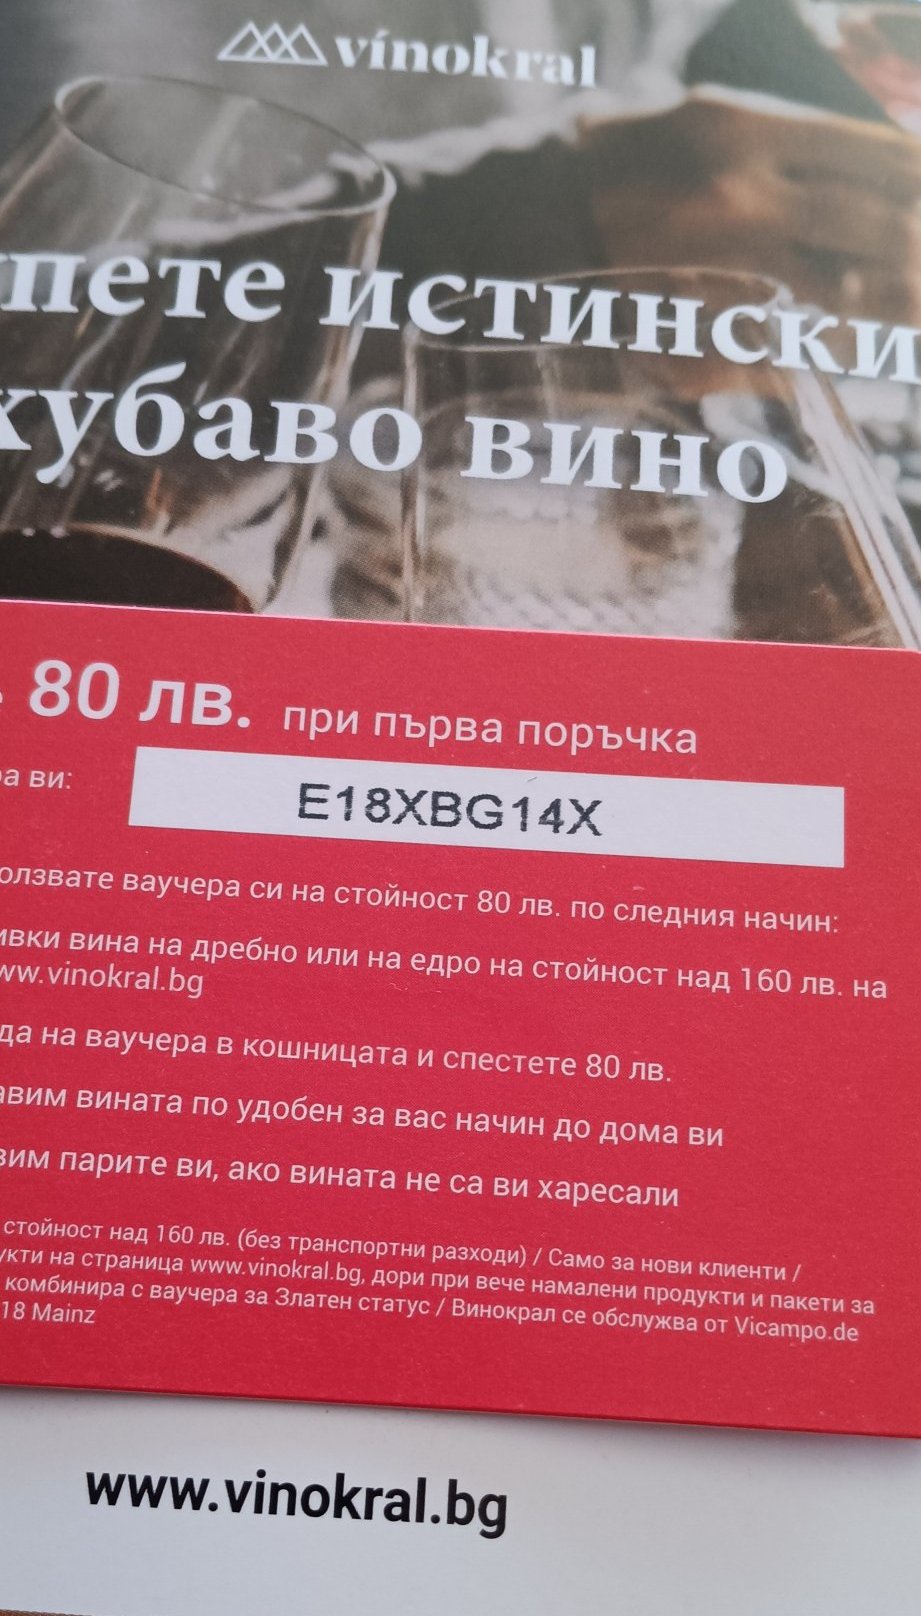 vínokral
пете истински
хубаво вино
80 лв. при първа поръчка
ра ви:
E18XBG14X
олзвате ваучера си на стойност 80 лв. по следния начин:
ивки вина на дребно или на едро на стойност над 160 лв. на
ww.vinokral.bg
да на ваучера в кошницата и спестете 80 лв.
авим вината по удобен за вас начин до дома ви
вим парите ви, ако вината не са ви харесали
стойност над 160 лв. (без транспортни разходи) / Само за нови клиенти /
укти на страница www.vinokral.bg, дори при вече намалени продукти и пакети за
комбинира с ваучера за Златен статус / Винокрал се обслужва от Vicampo.de
18 Mainz
www.vinokral.bg